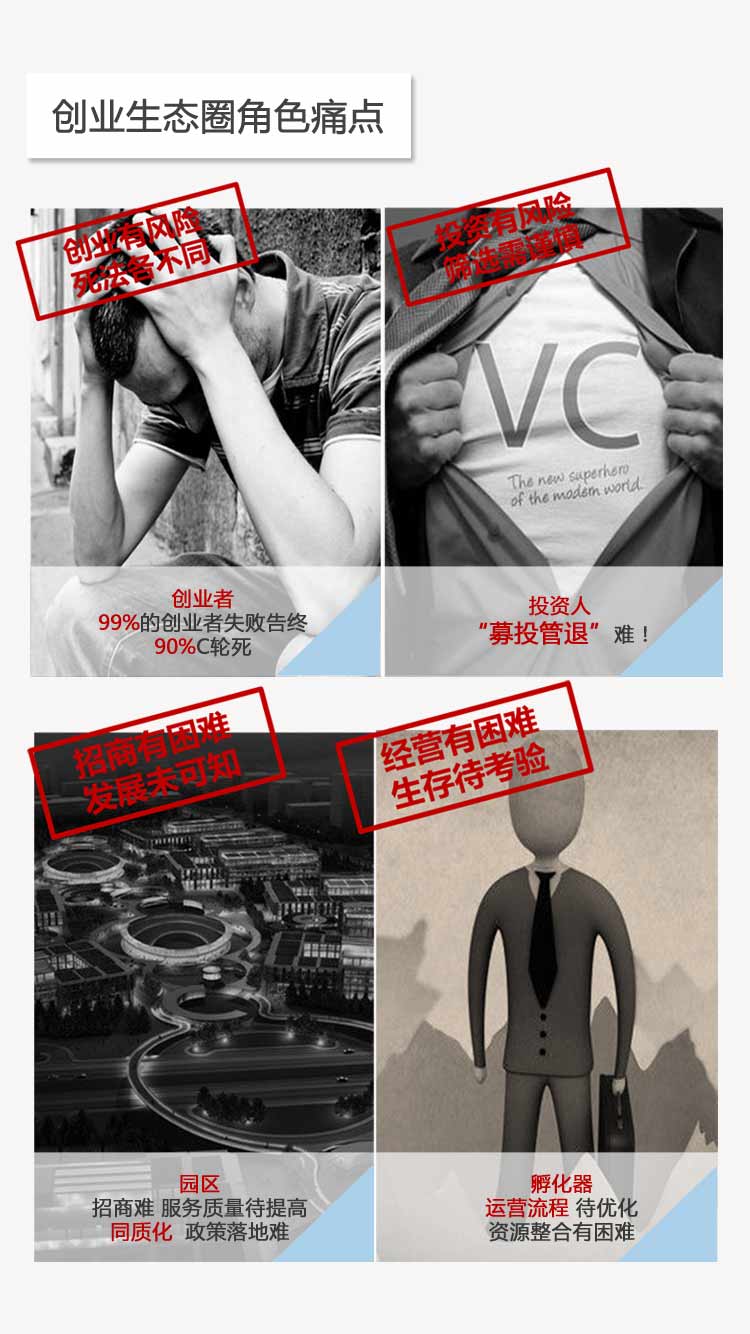 创业生态圈角色痛点
创业有风险
死法各不同
投资有风险
筛选需谨慎
VC
The new superhero
of the modern world.
创业者
99%的创业者失败告终
90%C轮死
投资人
“募投管退” 难！
招商有困难
发展未可知
经营有困难
生存待考验
园区
招商难 服务质量待提高
同质化 政策落地难
孵化器
运营流程 待优化
资源整合有困难